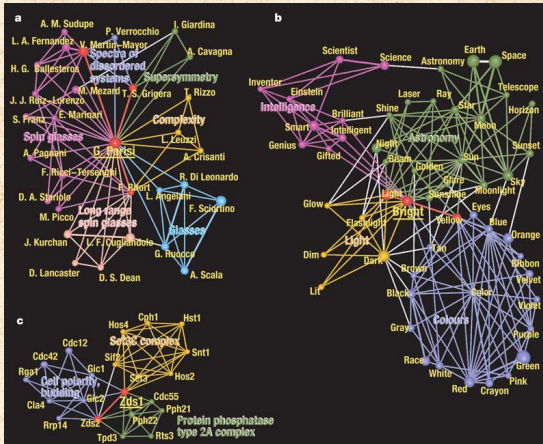 a
A. M. Sudupe
P. Verrocchio
I. Giardina
L. A. Fernandez
V. Martin-Mayor
Spectra of
disordered
systems
A. Cavagna
H. G. Ballesteros
M. Mezard
Supersymmetry
T. S. Grigera
T. Rizzo
J. J. Ruiz-Lorenzo
E. Marinari
S. Franz
Complexity
Spin glasses
L. Leuzzi
G. Parisi
A. Pagnani
A. Crisanti
F. Ricci-Tersenghi
R. Di Leonardo
F. Ritort
L. Angelani
F. Sciortino
D. A. Stariolo
Long range
spin glasses
M. Picco
Glasses
J. Kurchan
L. F. Cugliandolo
G. Ruocco
D. Lancaster
D. S. Dean
A. Scala
b
Earth
Space
Scientist
Science
Astronomy
Inventor
Einstein
Laser
Ray
Telescope
Intelligence
Brilliant
Shine
Star
Horizon
Smart
Intelligent
Moon
Astronomy
Genius
Gifted
Night
Beam
Golden
Sun
Sunset
Glare
Sky
Light
Sunshine
Moonlight
Glow
Bright
Flashlight
Yellow
Eyes
Blue
Light
Orange
Dim
Dark
Tan
Ribbon
Brown
Velvet
Lit
Black
Color
Violet
Colours
Gray
Purple
Race
Green
White
Pink
Red
Crayon
c
Cph1
Hst1
Hos4
Cdc12
Set3C complex
Cdc42
Sif2
Snt1
Gic1
Rga1
Set3
Hos2
Cell polarity,
budding
Zds1
Cla4
Gic2
Cdc55
Pph21
Rrp14
Zds2
Pph22
Protein phosphatase
type 2A complex
Tpd3
Rts3